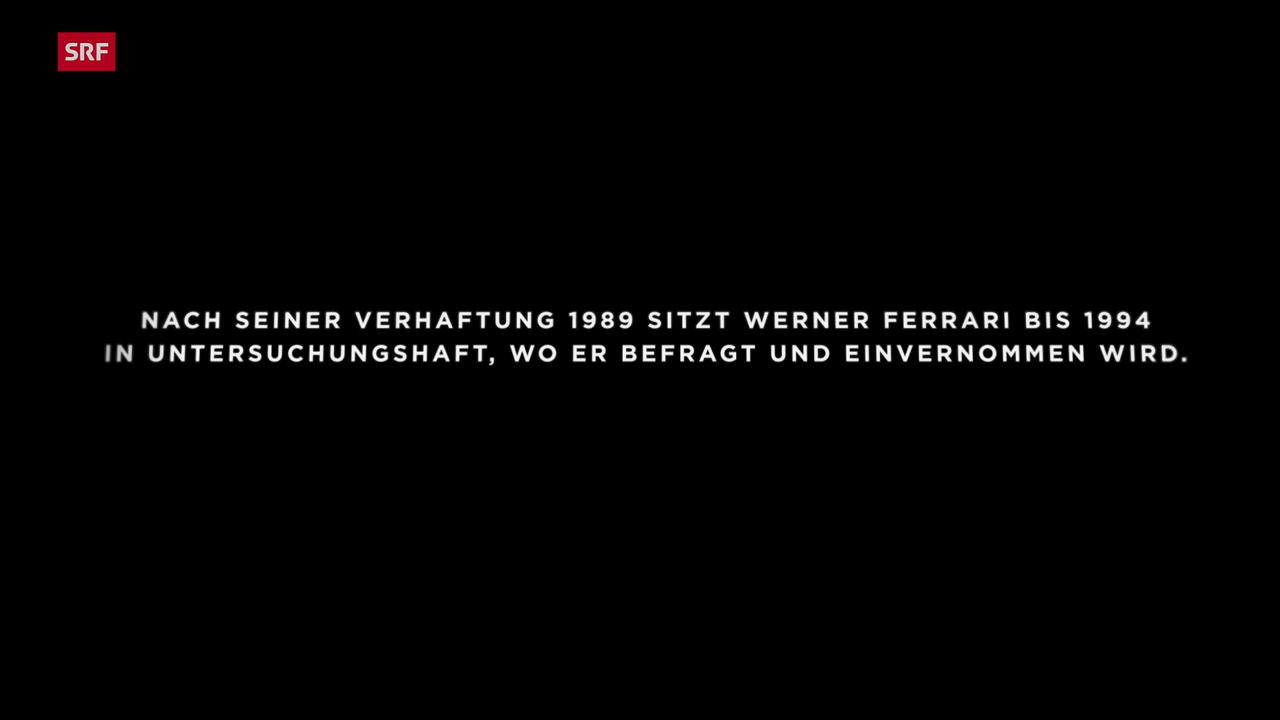 SRF
NACH SEINER VERHAFTUNG 1989 SITZT WERNER FERRARI BIS 1994
IN UNTERSUCHUNGSHAFT, WO ER BEFRAGT UND EINVERNOMMEN WIRD.